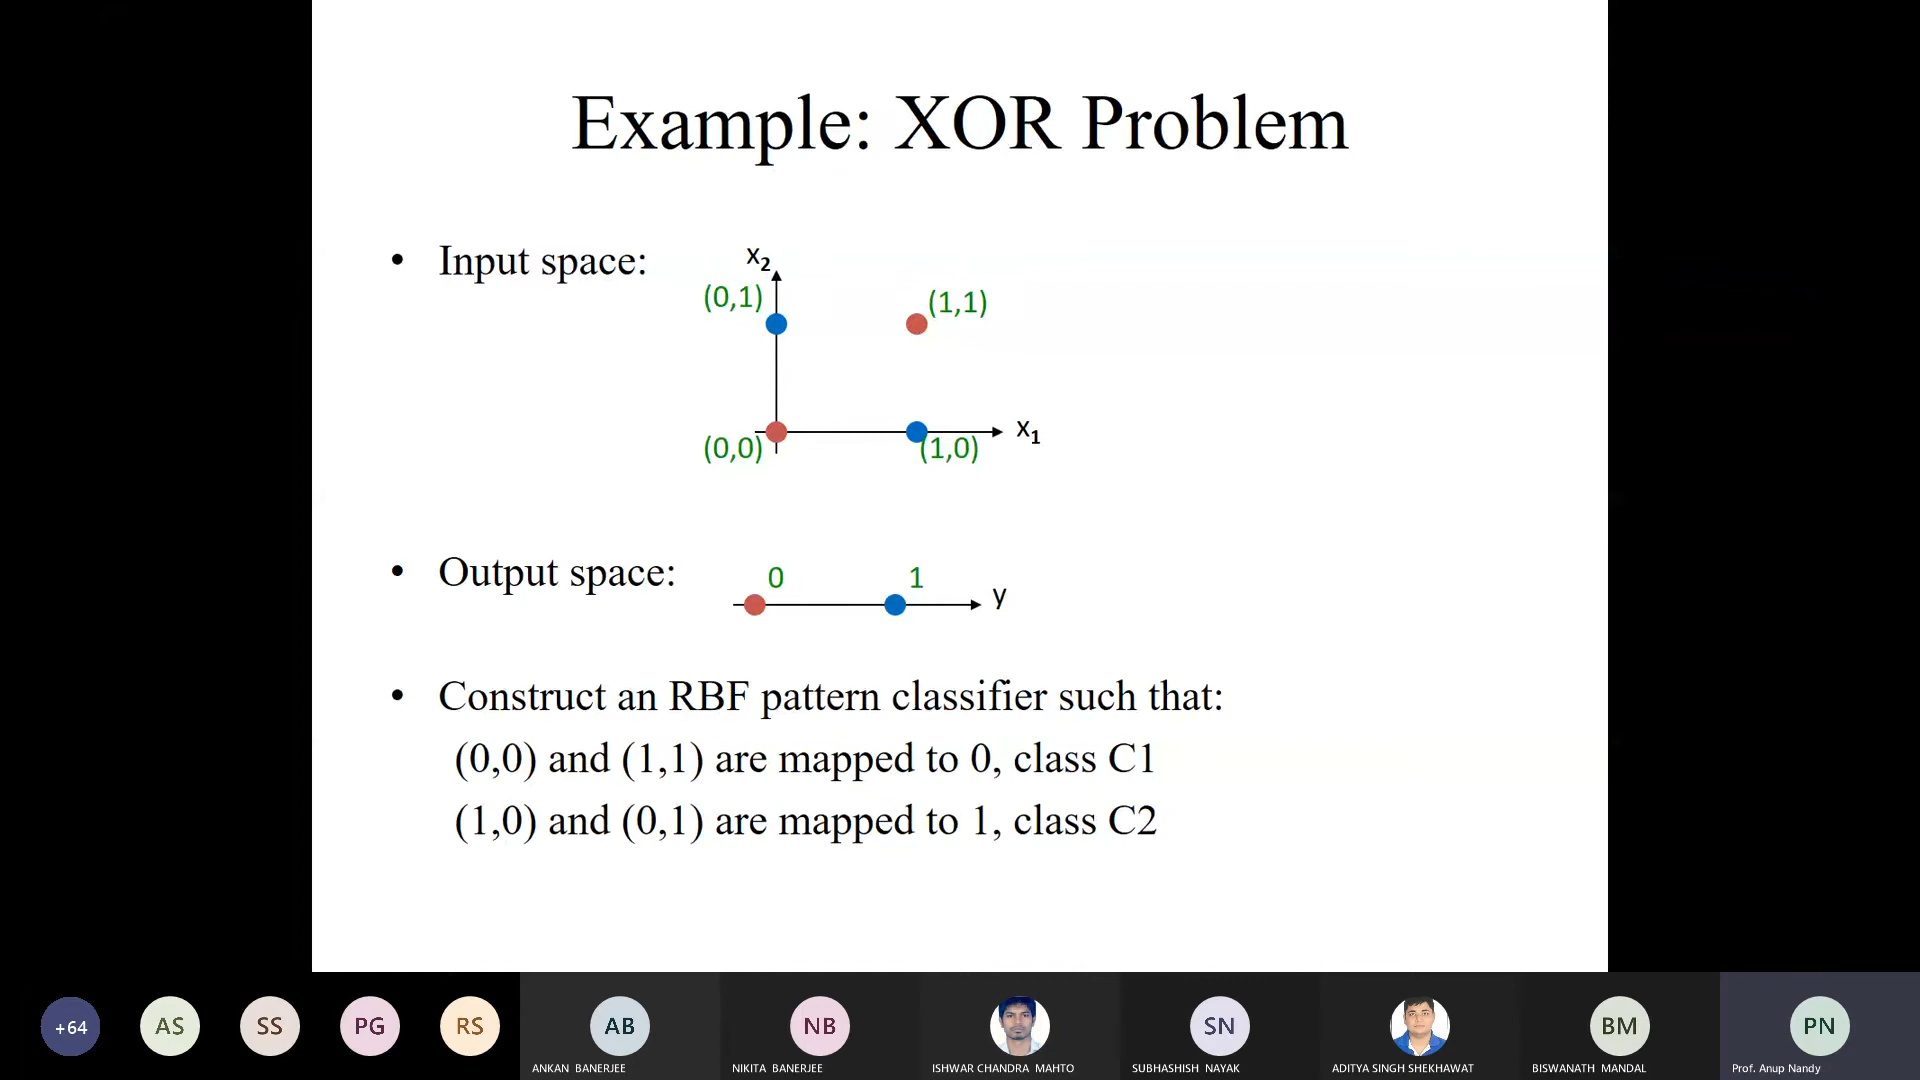 Example: XOR Problem
• Input space:
x2
(0,1)
(1,1)
(0,0)
(1,0)
x1
• Output space:
0
1
y
• Construct an RBF pattern classifier such that:
(0,0) and (1,1) are mapped to 0, class C1
(1,0) and (0,1) are mapped to 1, class C2
+64
AS
SS
PG
RS
AB
NB
SN
BM
PN
ANKAN BANERJEE
NIKITA BANERJEE
ISHWAR CHANDRA MAHTO
SUBHASHISH NAYAK
ADITYA SINGH SHEKHAWAT
BISWANATH MANDAL
Prof. Anup Nandy